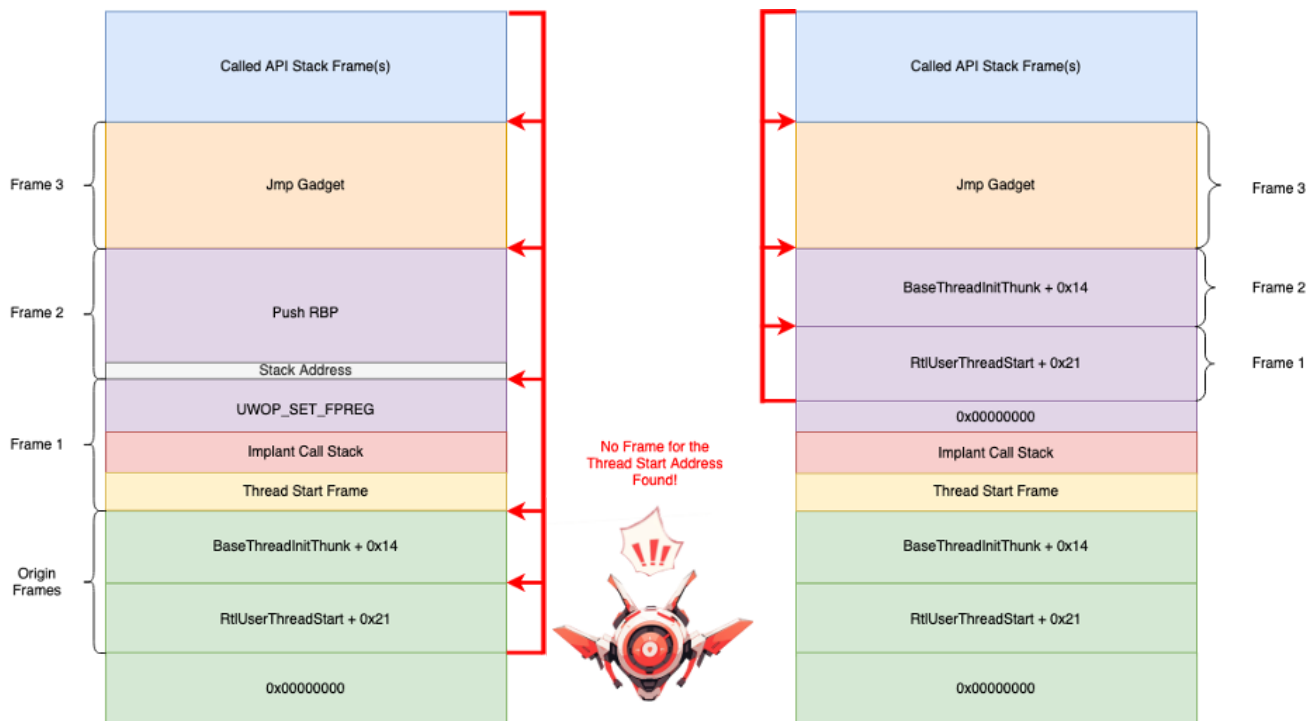 Called API Stack Frame(s)
Frame 3
Jmp Gadget
Frame 2
Push RBP
Stack Address
Frame 1
UWOP_SET_FPREG
Implant Call Stack
Thread Start Frame
Origin
Frames
BaseThreadInitThunk + 0x14
RtlUserThreadStart + 0x21
0x00000000
No Frame for the
Thread Start Address
Found!
!!!
Called API Stack Frame(s)
Jmp Gadget
Frame 3
BaseThreadInitThunk + 0x14
Frame 2
RtlUserThreadStart + 0x21
Frame 1
0x00000000
Implant Call Stack
Thread Start Frame
BaseThreadInitThunk + 0x14
RtlUserThreadStart + 0x21
0x00000000